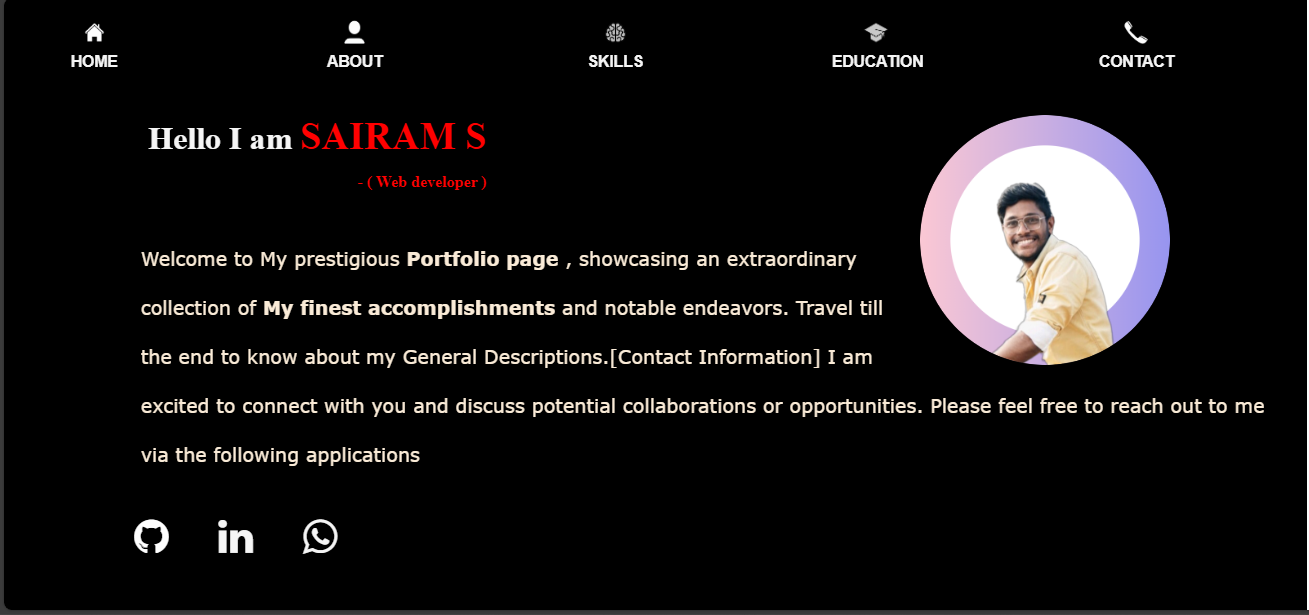 HOME ABOUT SKILLS EDUCATION CONTACT
Hello I am SAIRAM S
- ( Web developer )
Welcome to My prestigious Portfolio page , showcasing an extraordinary
collection of My finest accomplishments and notable endeavors. Travel till
the end to know about my General Descriptions.[Contact Information] I am
excited to connect with you and discuss potential collaborations or opportunities. Please feel free to reach out to me
via the following applications
in